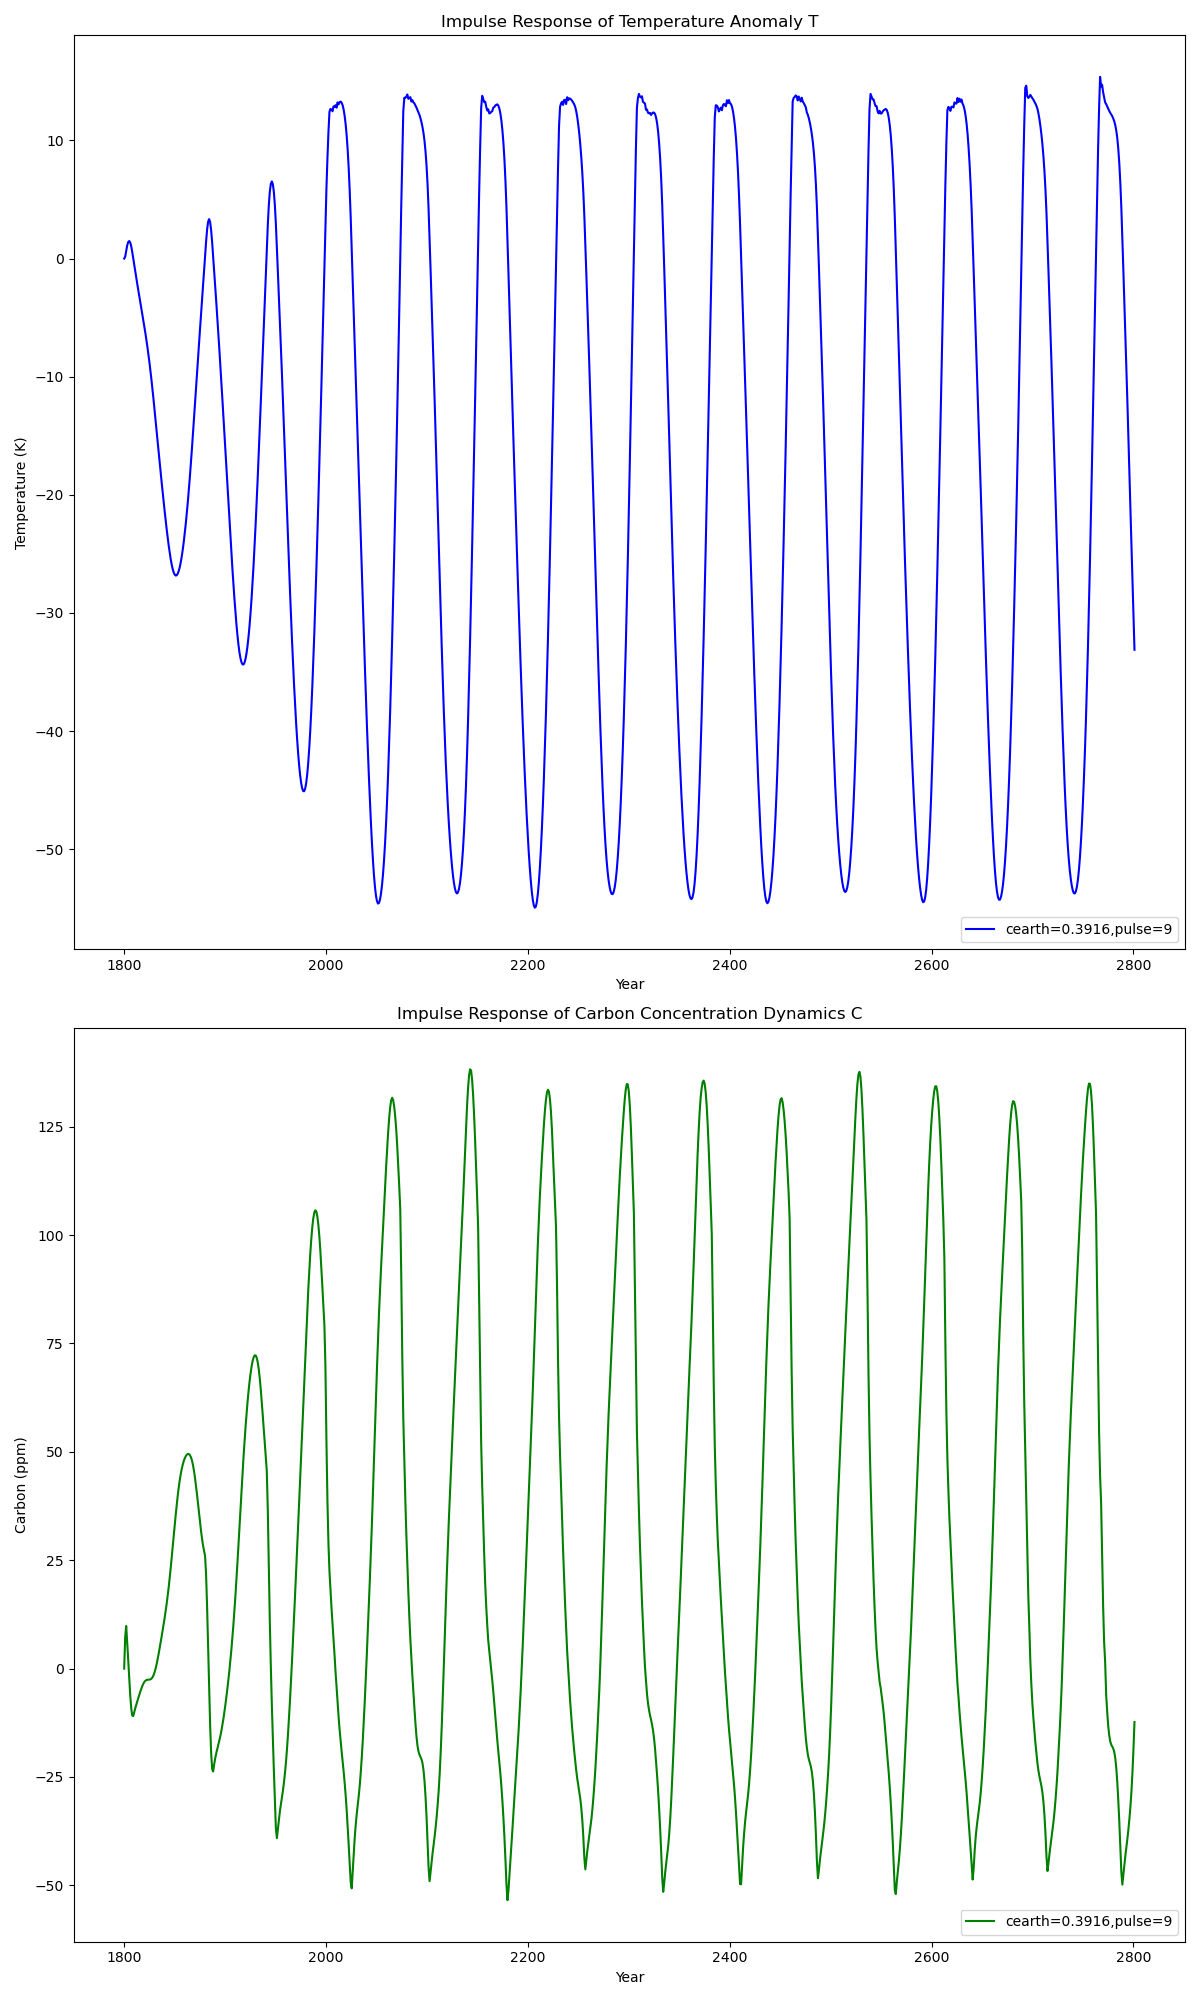 Impulse Response of Temperature Anomaly T
Temperature (K)
10
0
−10
−20
−30
−40
−50
cearth=0.3916,pulse=9
1800 2000 2200 2400 2600 2800
Year
Impulse Response of Carbon Concentration Dynamics C
Carbon (ppm)
125
100
75
50
25
0
−25
−50
cearth=0.3916,pulse=9
1800 2000 2200 2400 2600 2800
Year